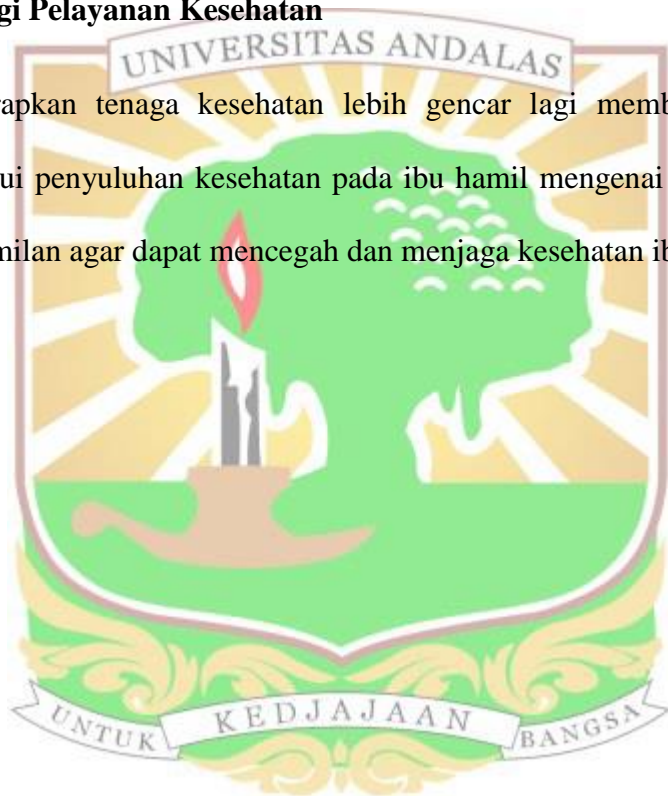 gi Pelayanan Kesehatan
UNIVERSITAS ANDALAS
rapkan tenaga kesehatan lebih gencar lagi memb
ui penyuluhan kesehatan pada ibu hamil mengenai
milan agar dapat mencegah dan menjaga kesehatan ib
UNTUK KEDJAJAAN BANGSA